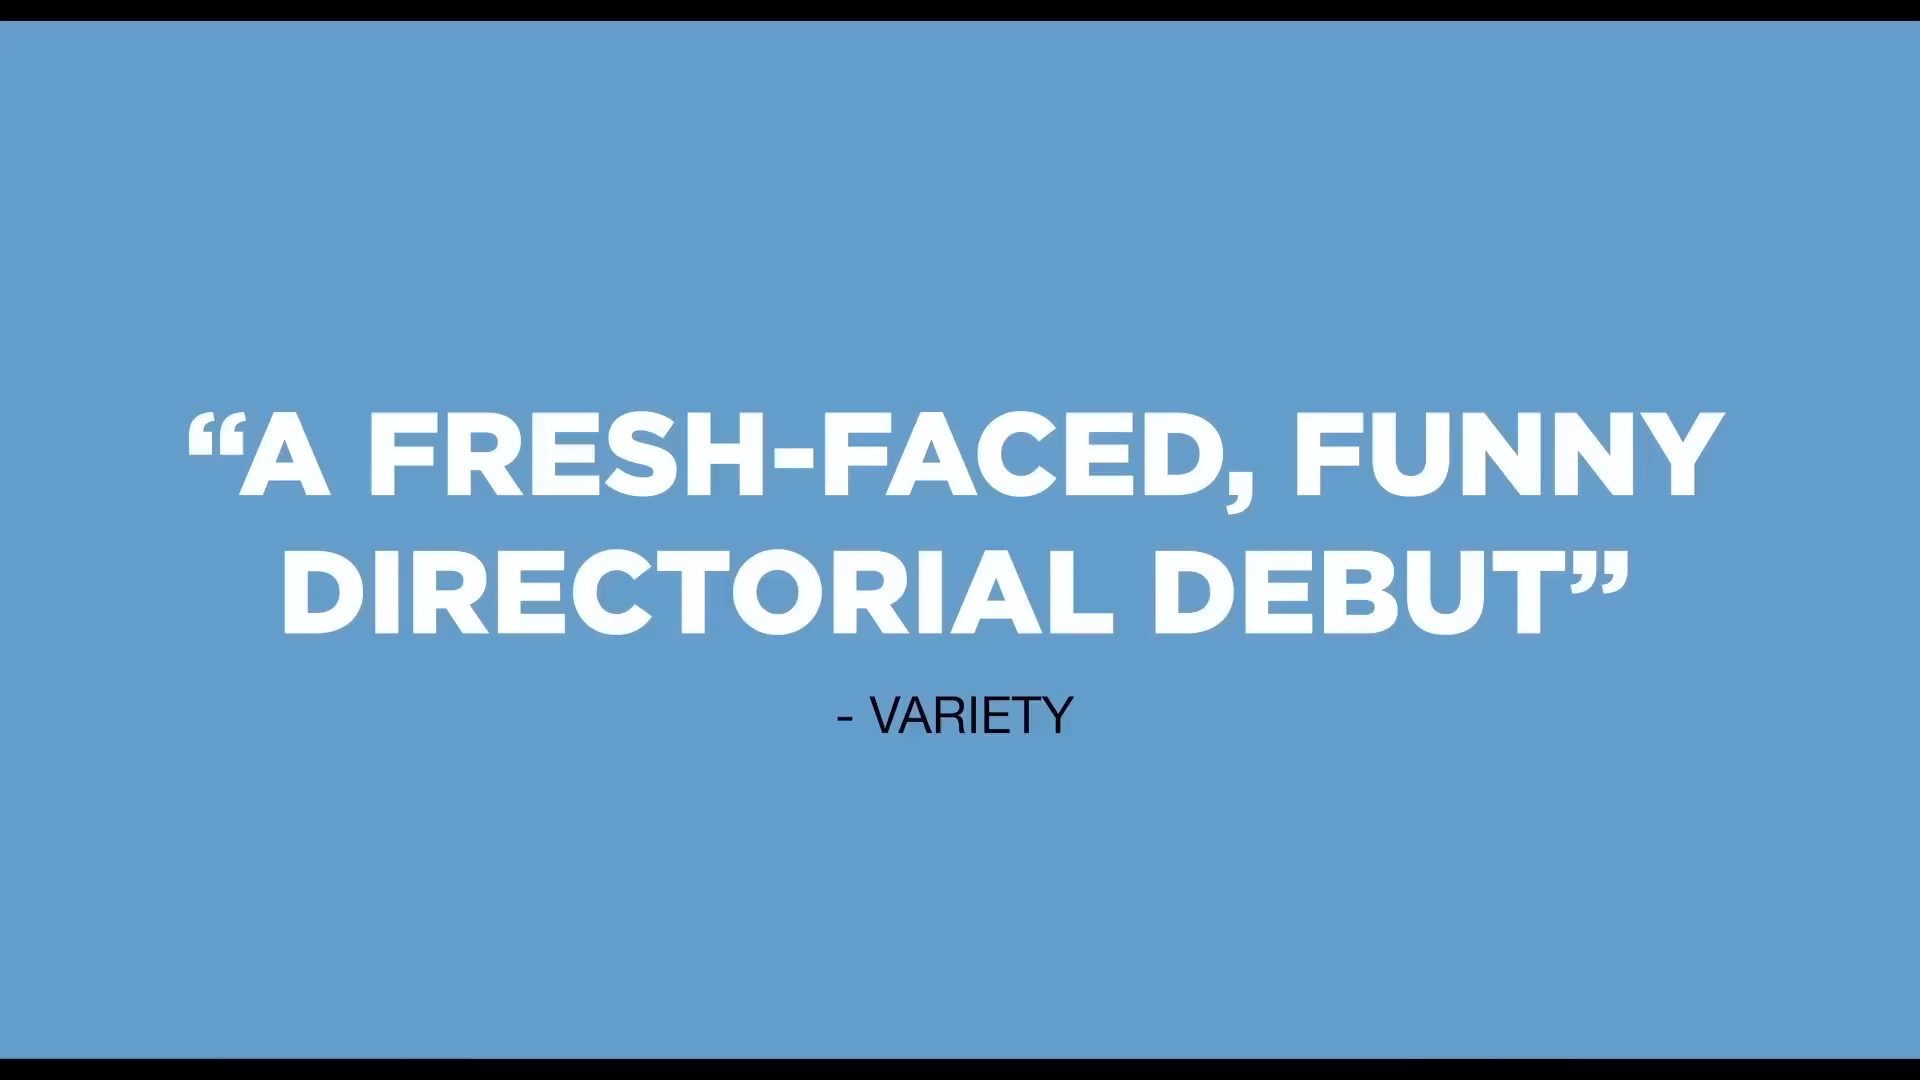 “A FRESH-FACED, FUNNY
DIRECTORIAL DEBUT”
- VARIETY